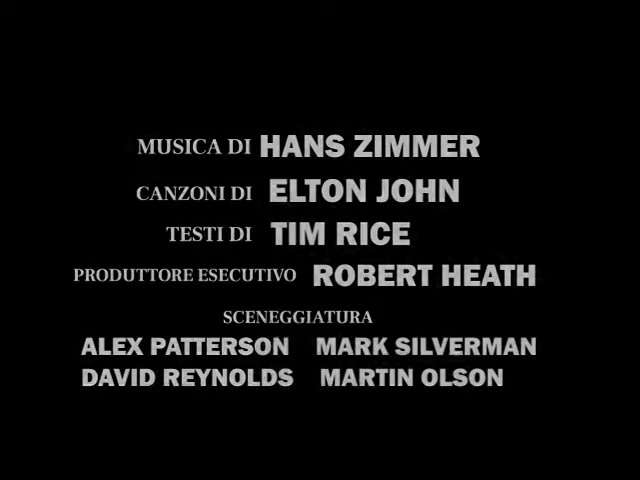 MUSICA DI HANS ZIMMER
CANZONI DI ELTON JOHN
TESTI DI TIM RICE
PRODUTTORE ESECUTIVO ROBERT HEATH
SCENEGGIATURA
ALEX PATTERSON MARK SILVERMAN
DAVID REYNOLDS MARTIN OLSON